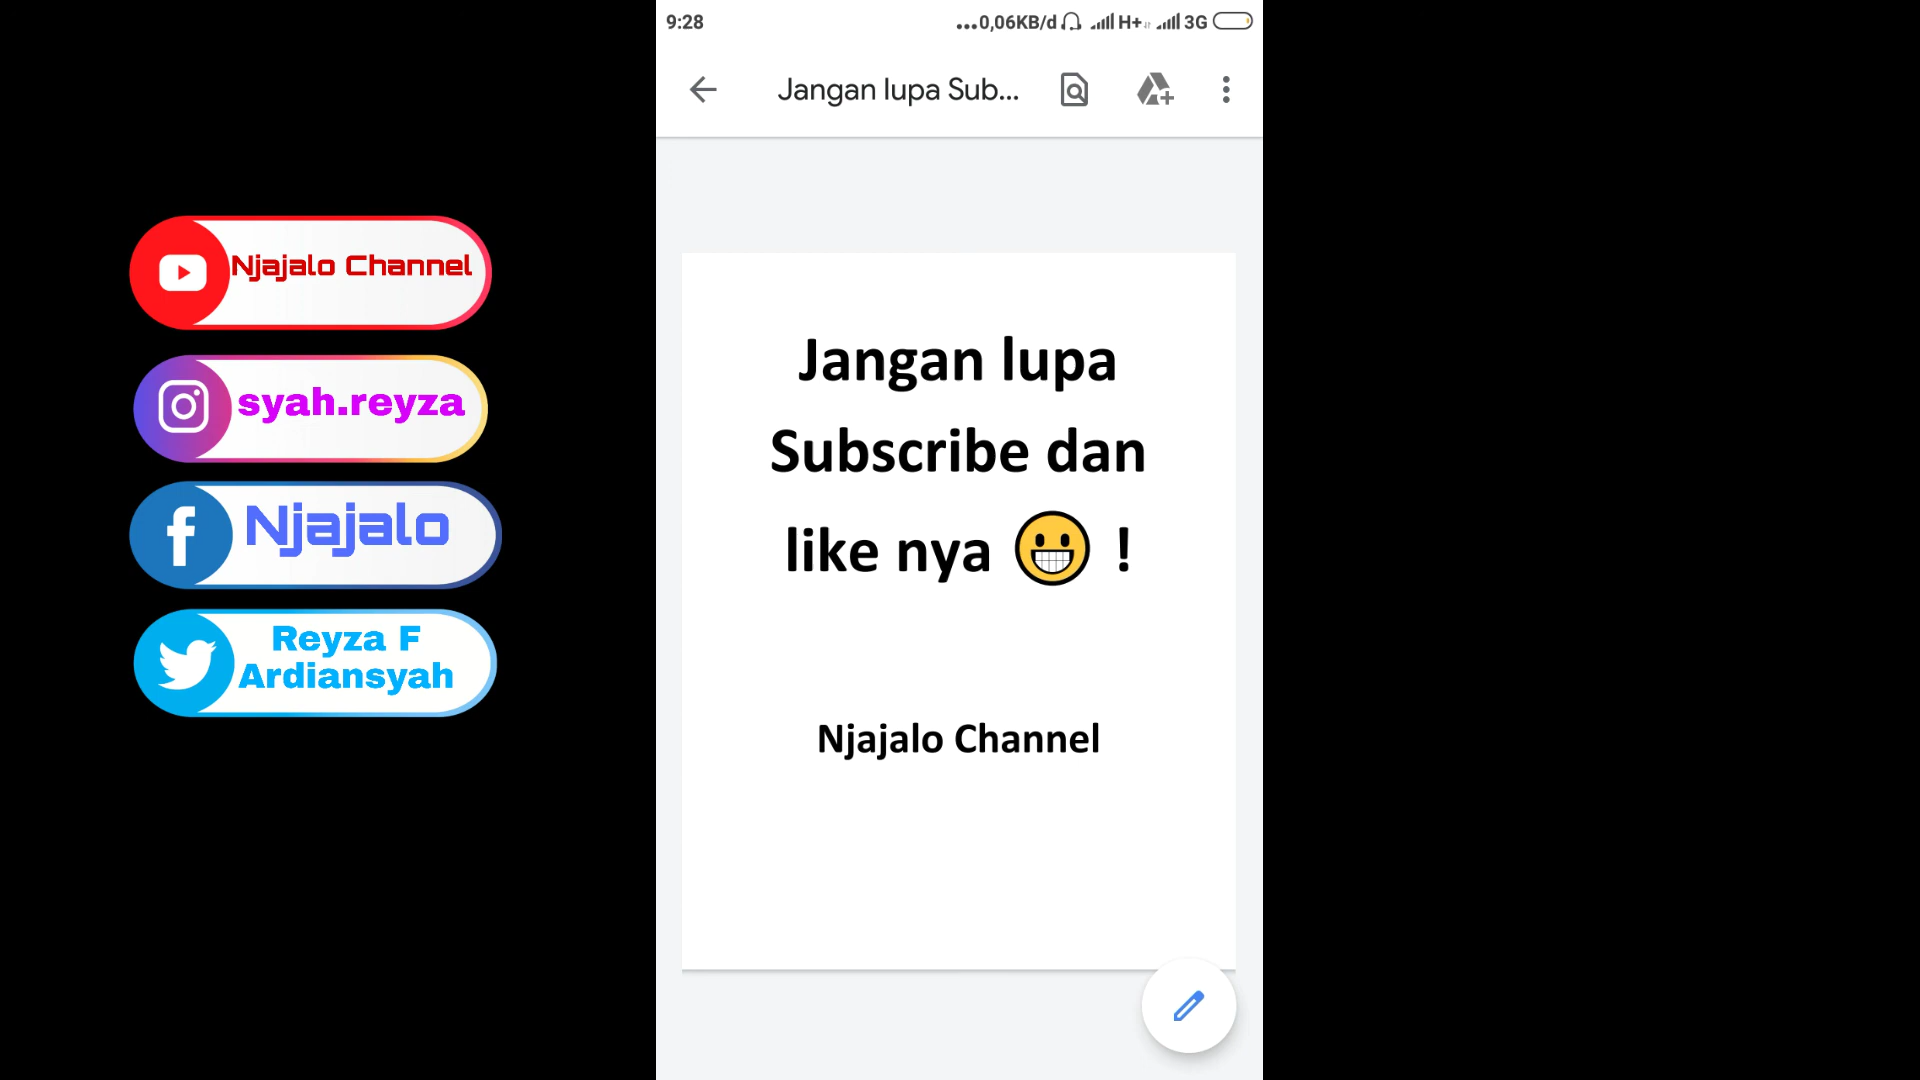 Njajalo Channel
syah.reyza
Njajalo
Reyza F
Ardiansyah
9:28
...0,06KB/d H+ 3G
Jangan lupa Sub...
Jangan lupa
Subscribe dan
like nya 😀 !
Njajalo Channel